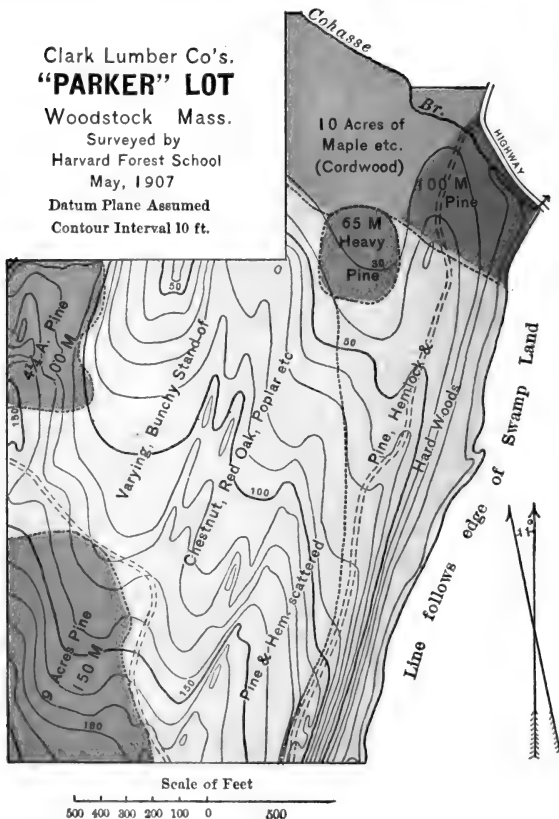 Clark Lumber Co's.
"PARKER" LOT
Woodstock Mass.
Surveyed by
Harvard Forest School
May, 1907
Datum Plane Assumed
Contour Interval 10 ft.
Cohasse
Br.
HIGHWAY
10 Acres of
Maple etc.
(Cordwood)
100 M
Pine
65 M
Heavy
30
Pine
50
50
A. Pine
00 M
150
Varying, Bunchy Stand of
Chestnut, Red Oak, Poplar etc
100
Pine, Hemlock &
Hard Woods
Line follows edge of Swamp Land
9 Acres Pine
150 M
180
150
Pine & Hem. scattered
Scale of Feet
500 400 300 200 100 0 500